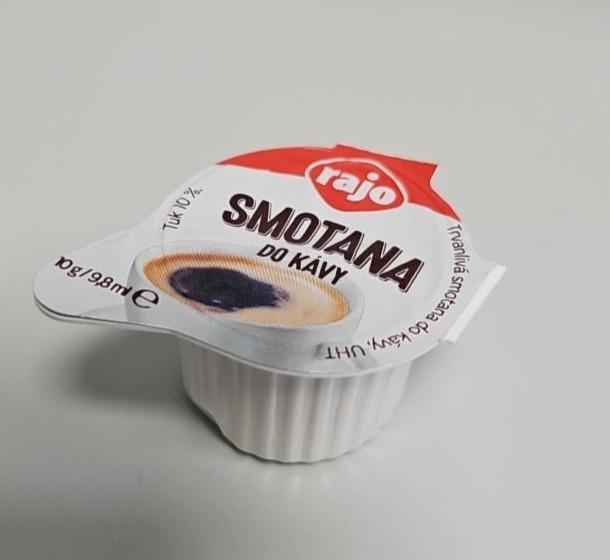 rajo
SMOTANA
DO KÁVY
Tuk 10 %
10 g / 9,8 ml ℮
Trvanlivá smotana do kávy, UHT